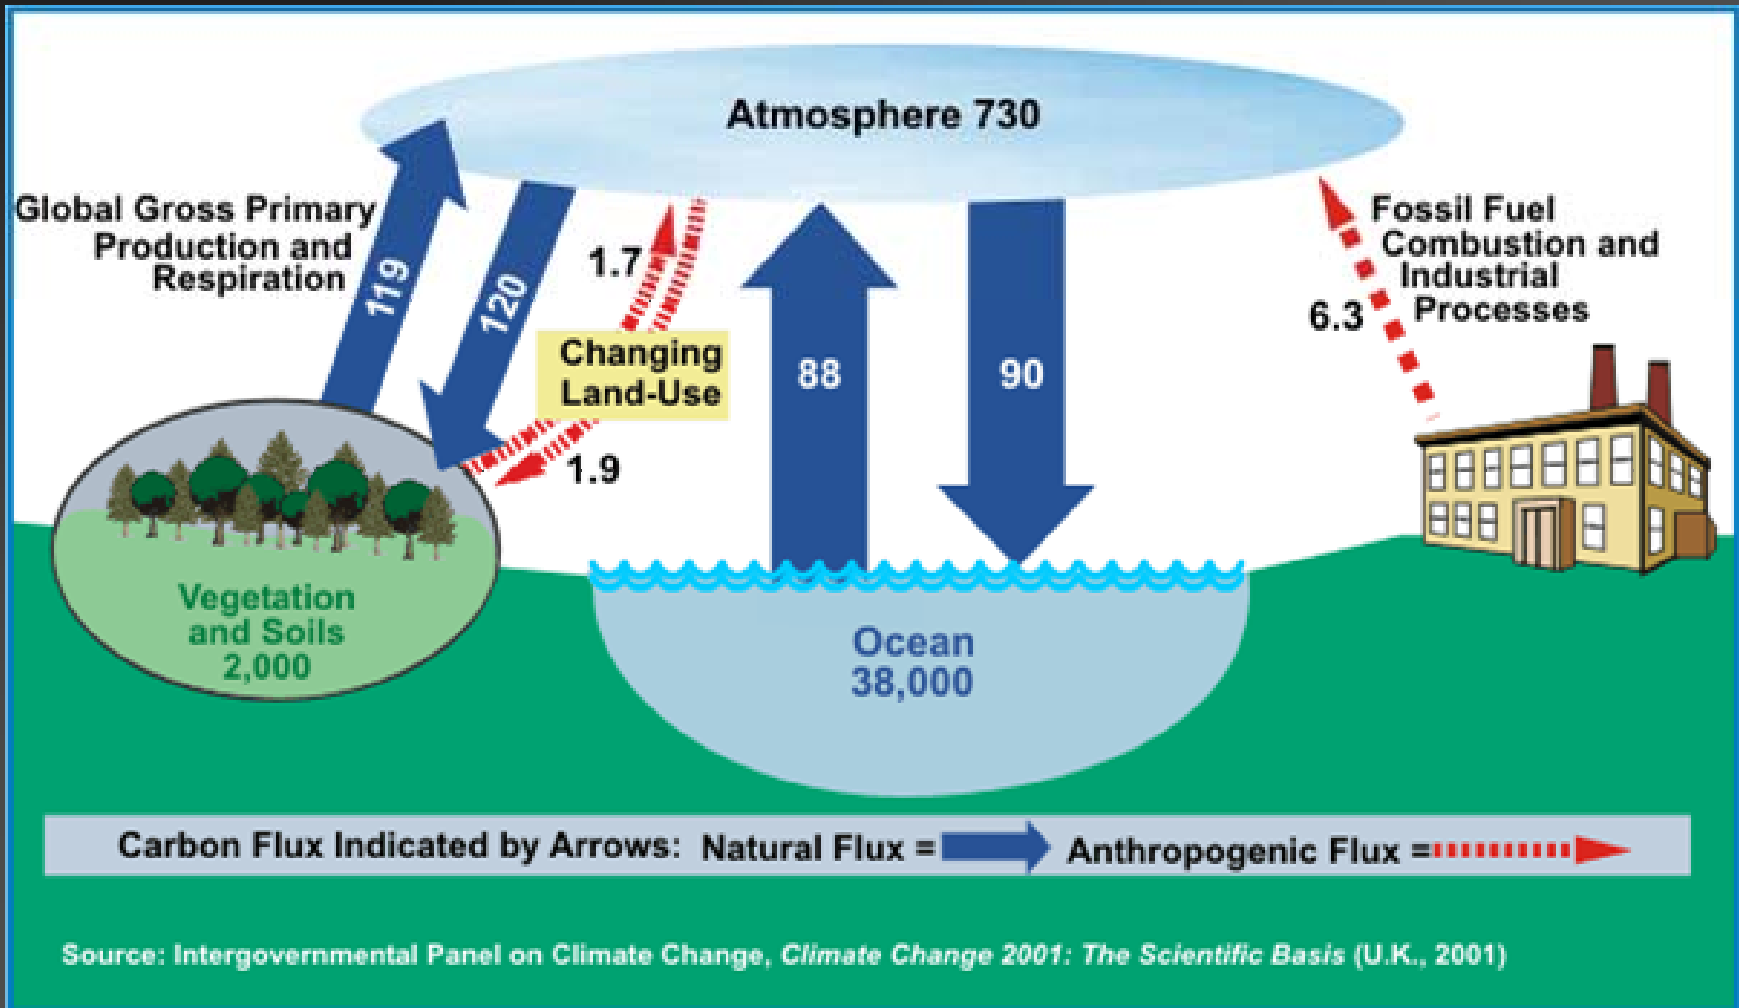 Atmosphere 730
Global Gross Primary
Production and
Respiration
119
120
1.7
Changing
Land-Use
1.9
88
90
Fossil Fuel
Combustion and
Industrial
Processes
6.3
Vegetation
and Soils
2,000
Ocean
38,000
Carbon Flux Indicated by Arrows: Natural Flux = Anthropogenic Flux =
Source: Intergovernmental Panel on Climate Change, Climate Change 2001: The Scientific Basis (U.K., 2001)